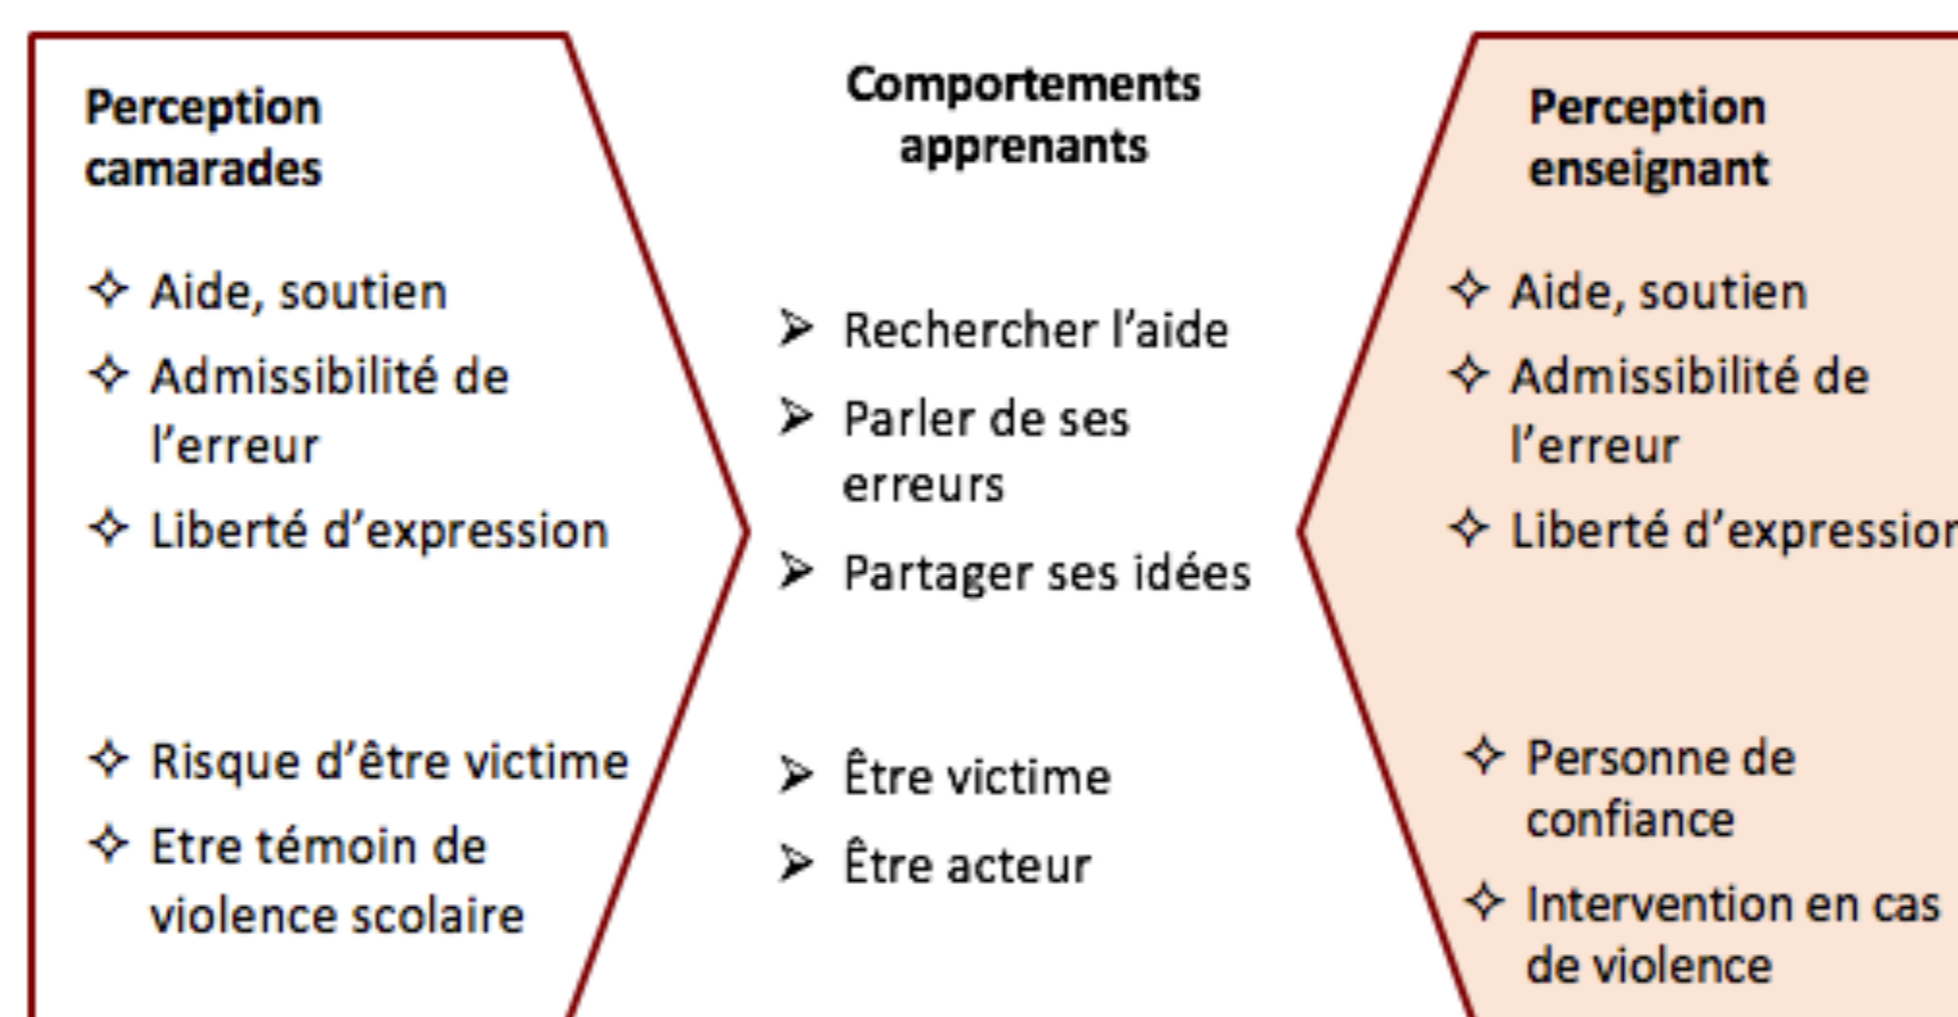 Perception
camarades
✧ Aide, soutien
✧ Admissibilité de
l'erreur
✧ Liberté d'expression
✧ Risque d'être victime
✧ Etre témoin de
violence scolaire
Comportements
apprenants
➢ Rechercher l'aide
➢ Parler de ses
erreurs
➢ Partager ses idées
➢ Être victime
➢ Être acteur
Perception
enseignant
✧ Aide, soutien
✧ Admissibilité de
l'erreur
✧ Liberté d'expression
✧ Personne de
confiance
✧ Intervention en cas
de violence